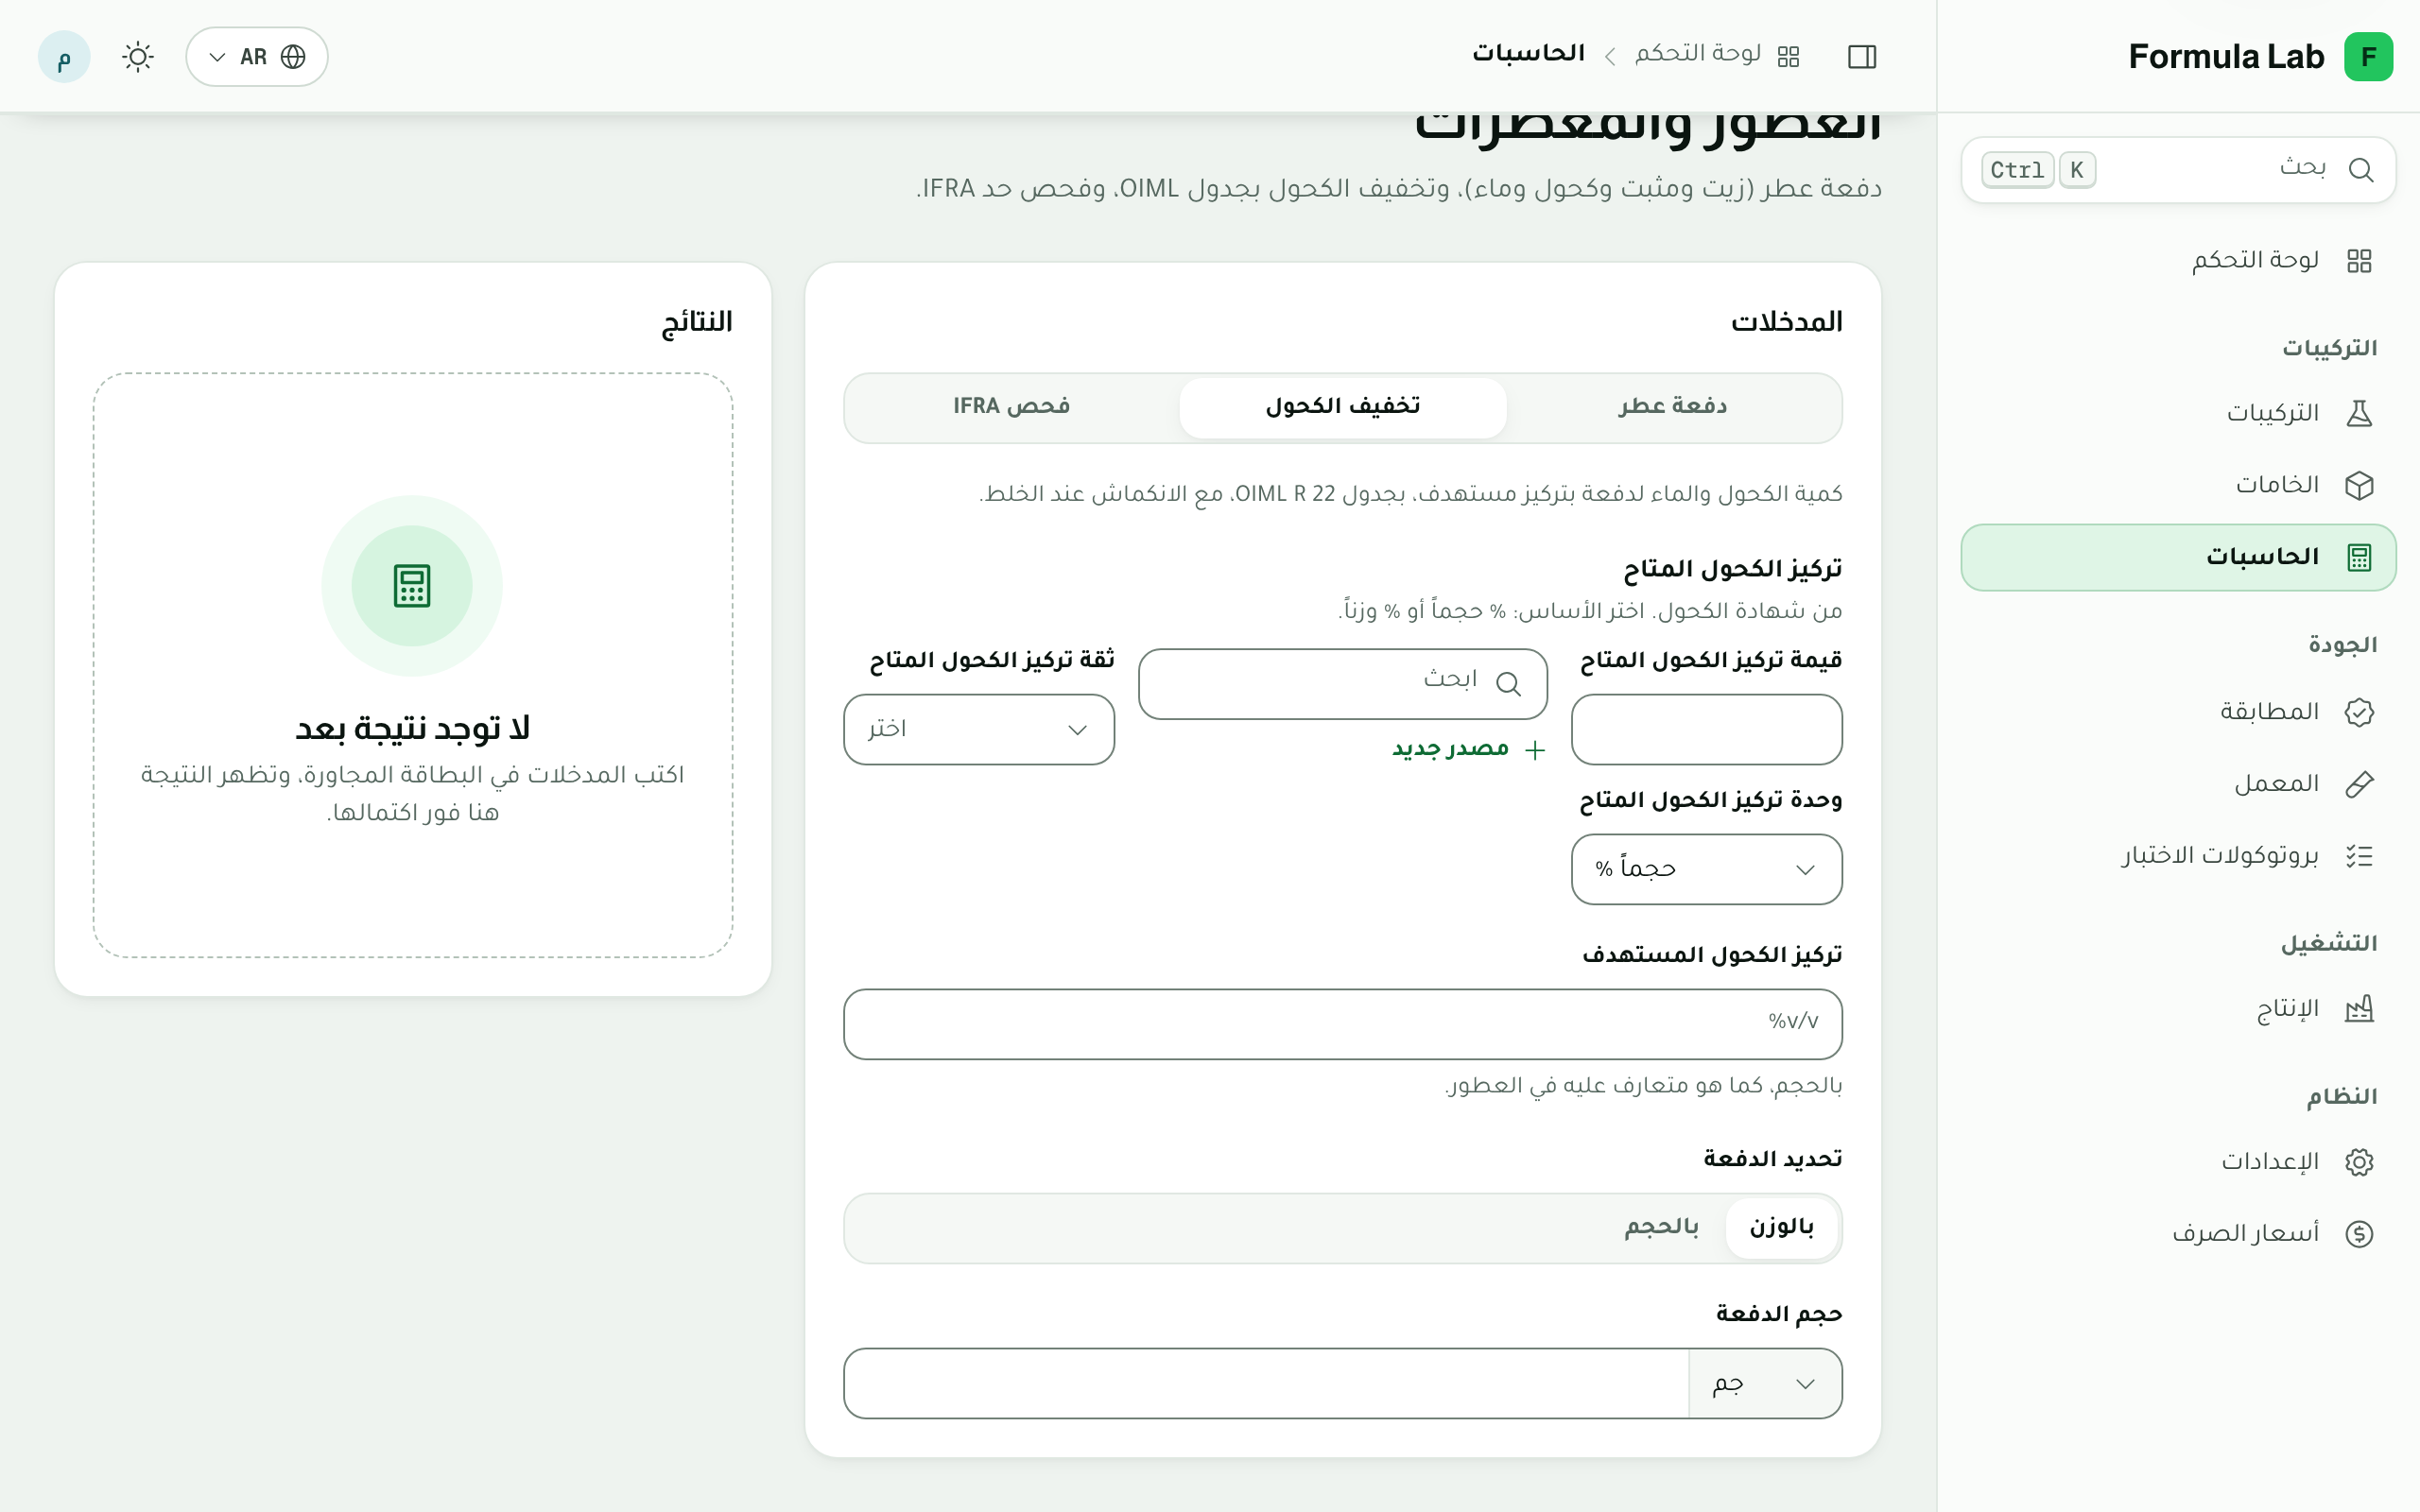 Formula Lab
F
بحث
Ctrl K
لوحة التحكم
التركيبات
التركيبات
الخامات
الحاسبات
الجودة
المطابقة
المعمل
بروتوكولات الاختبار
التشغيل
الإنتاج
النظام
الإعدادات
أسعار الصرف
لوحة التحكم
الحاسبات
AR
م
العطور والمعطرات
دفعة عطر (زيت ومثبت وكحول وماء)، وتخفيف الكحول بجدول OIML، وفحص حد IFRA.
المدخلات
دفعة عطر
تخفيف الكحول
فحص IFRA
كمية الكحول والماء لدفعة بتركيز مستهدف، بجدول OIML R 22، مع الانكماش عند الخلط.
تركيز الكحول المتاح
من شهادة الكحول. اختر الأساس: % حجماً أو % وزناً.
قيمة تركيز الكحول المتاح
ابحث
مصدر جديد
ثقة تركيز الكحول المتاح
اختر
وحدة تركيز الكحول المتاح
حجماً %
تركيز الكحول المستهدف
%v/v
بالحجم، كما هو متعارف عليه في العطور.
تحديد الدفعة
بالوزن
بالحجم
حجم الدفعة
جم
النتائج
لا توجد نتيجة بعد
اكتب المدخلات في البطاقة المجاورة، وتظهر النتيجة
هنا فور اكتمالها.